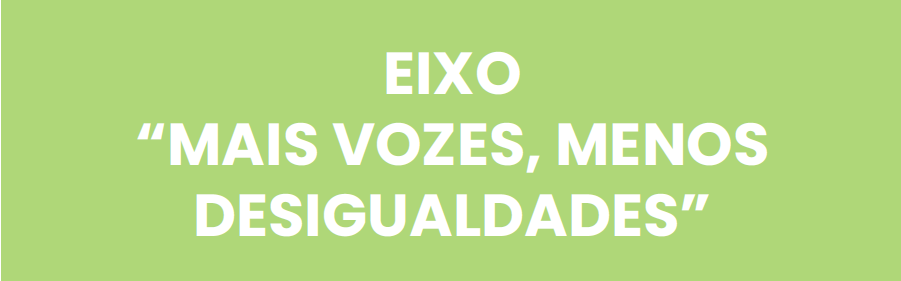 EIXO
“MAIS VOZES, MENOS
DESIGUALDADES”